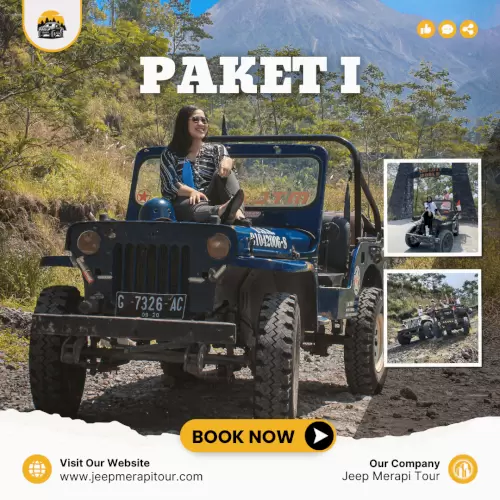 PAKET I
G 7326 AC
BOOK NOW
Visit Our Website
www.jeepmerapitour.com
Our Company
Jeep Merapi Tour